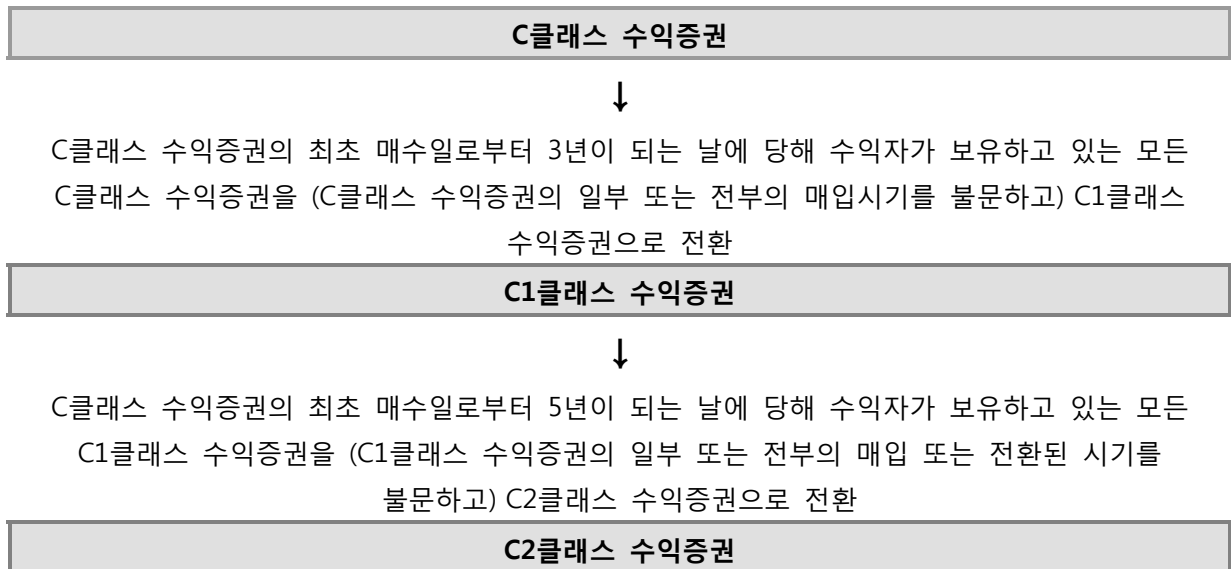 C클래스 수익증권
↓
C클래스 수익증권의 최초 매수일로부터 3년이 되는 날에 당해 수익자가 보유하고 있는 모든
C클래스 수익증권을 (C클래스 수익증권의 일부 또는 전부의 매입시기를 불문하고) C1클래스
수익증권으로 전환
C1클래스 수익증권
↓
C클래스 수익증권의 최초 매수일로부터 5년이 되는 날에 당해 수익자가 보유하고 있는 모든
C1클래스 수익증권을 (C1클래스 수익증권의 일부 또는 전부의 매입 또는 전환된 시기를
불문하고) C2클래스 수익증권으로 전환
C2클래스 수익증권